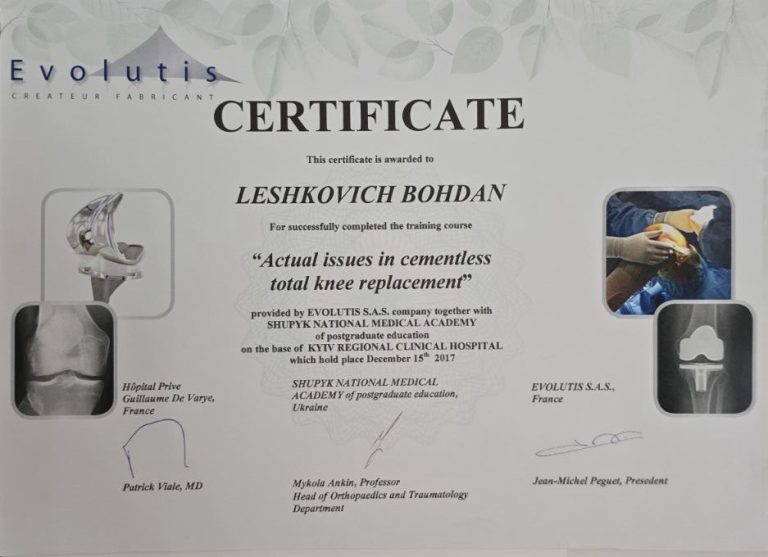 Evolutis
CREATEUR FABRICANT
CERTIFICATE
This certificate is awarded to
LESHKOVICH BOHDAN
For successfully completed the training course
“Actual issues in cementless
total knee replacement”
provided by EVOLUTIS S.A.S. company together with
SHUPYK NATIONAL MEDICAL ACADEMY
of postgraduate education
on the base of KYIV REGIONAL CLINICAL HOSPITAL
which hold place December 15th 2017
Hôpital Prive
Guillaume De Varye,
France
SHUPYK NATIONAL MEDICAL
ACADEMY of postgraduate education,
Ukraine
EVOLUTIS S.A.S.,
France
Patrick Viale, MD
Mykola Ankin, Professor
Head of Orthopaedics and Traumatology
Department
Jean-Michel Peguet, Presedent